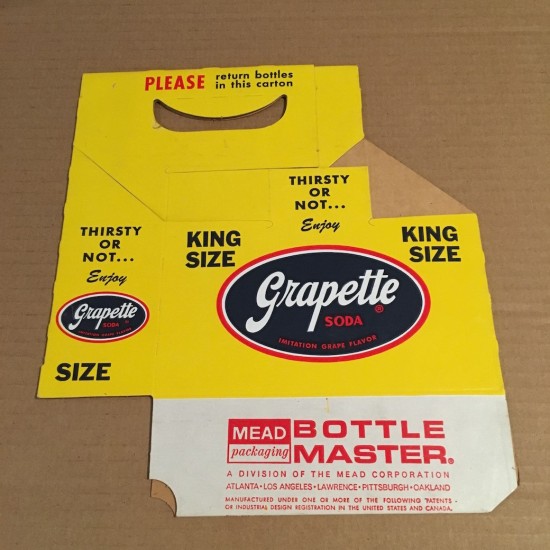 PLEASE return bottles
in this carton
THIRSTY
OR
NOT...
Enjoy
KING
SIZE
KING
SIZE
Grapette
SODA
®
IMITATION GRAPE FLAVOR
THIRSTY
OR
NOT...
Enjoy
Grapette
SODA
IMITATION GRAPE FLAVOR
SIZE
MEAD
packaging
BOTTLE
MASTER®
A DIVISION OF THE MEAD CORPORATION
ATLANTA • LOS ANGELES • LAWRENCE • PITTSBURGH • OAKLAND
MANUFACTURED UNDER ONE OR MORE OF THE FOLLOWING PATENTS -
OR INDUSTRIAL DESIGN REGISTRATION IN THE UNITED STATES AND CANADA,